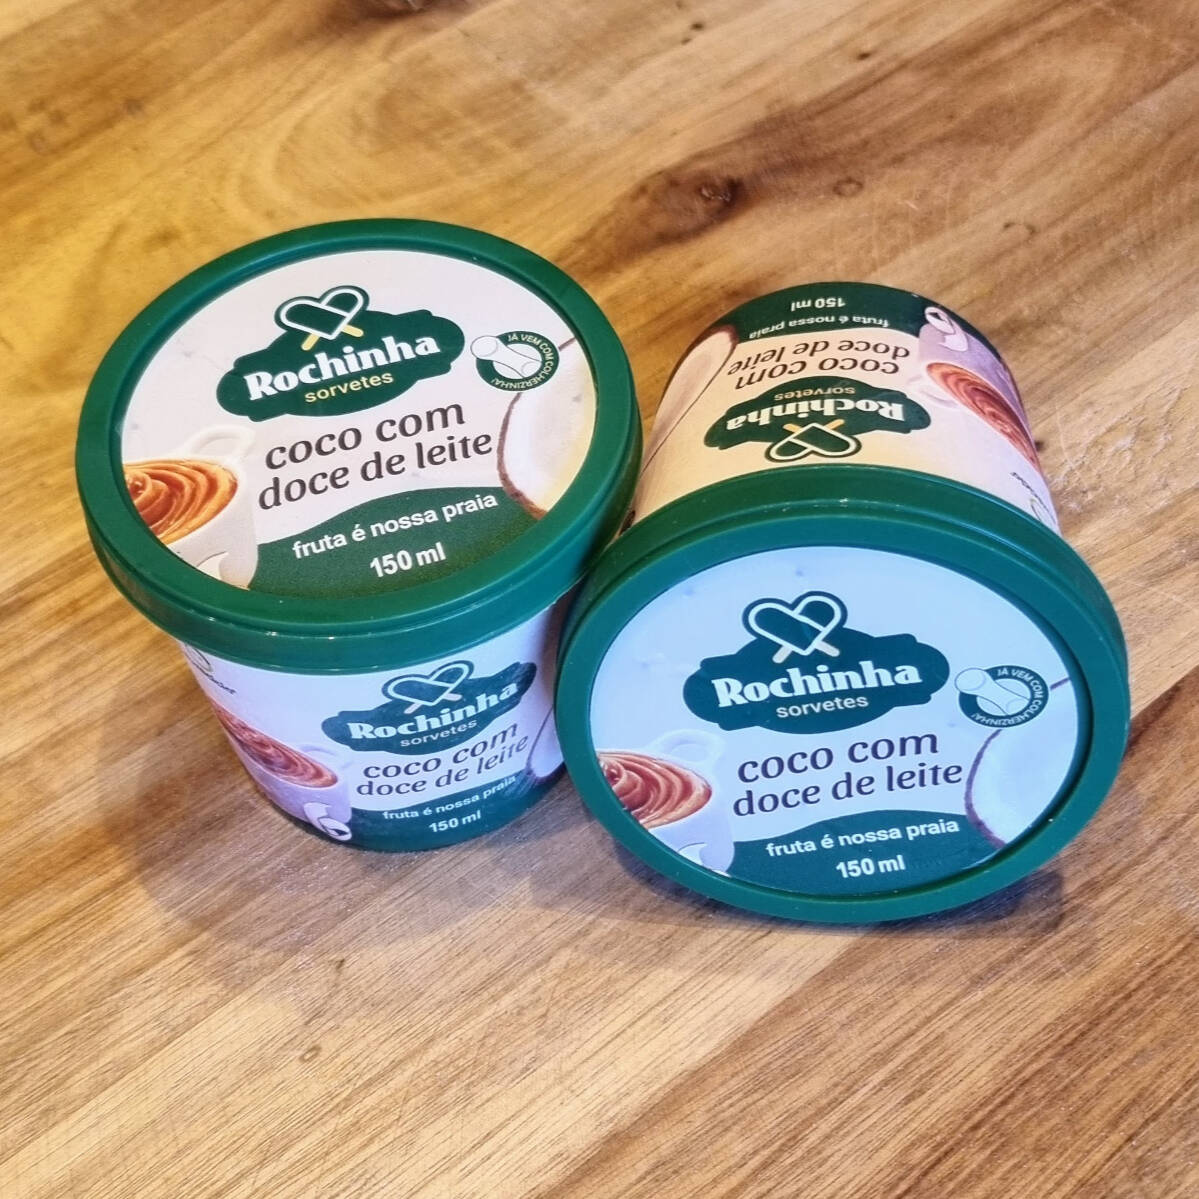 Rochinha
sorvetes
JÁ VEM COM
COLHERZINHA!
coco com
doce de leite
fruta é nossa praia
150 ml
Rochinha
sorvetes
coco com
doce de leite
fruta é nossa praia
150 ml
Rochinha
sorvetes
coco com
doce de leite
fruta é nossa praia
150 ml
Rochinha
sorvetes
JÁ VEM COM
COLHERZINHA!
coco com
doce de leite
fruta é nossa praia
150 ml